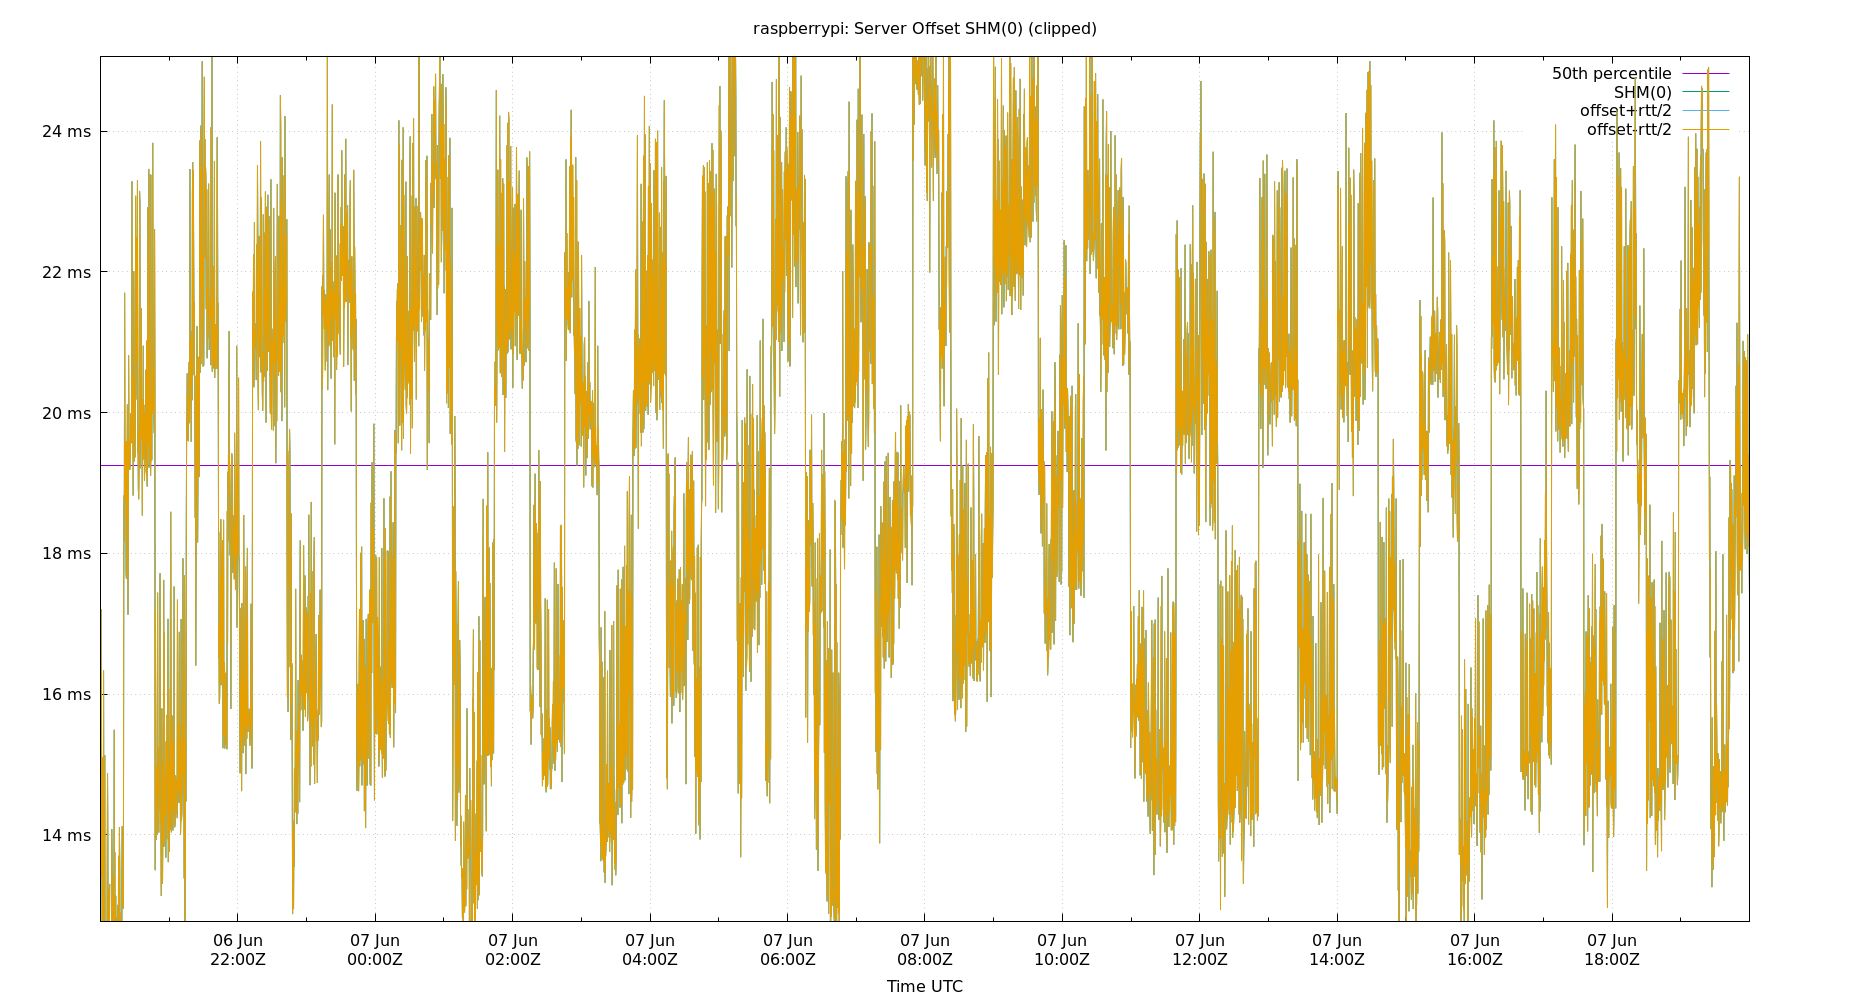 raspberrypi: Server Offset SHM(0) (clipped)
50th percentile
SHM(0)
offset+rtt/2
offset-rtt/2
24 ms
22 ms
20 ms
18 ms
16 ms
14 ms
06 Jun 07 Jun 07 Jun 07 Jun 07 Jun 07 Jun 07 Jun 07 Jun 07 Jun 07 Jun 07 Jun
22:00Z 00:00Z 02:00Z 04:00Z 06:00Z 08:00Z 10:00Z 12:00Z 14:00Z 16:00Z 18:00Z
Time UTC